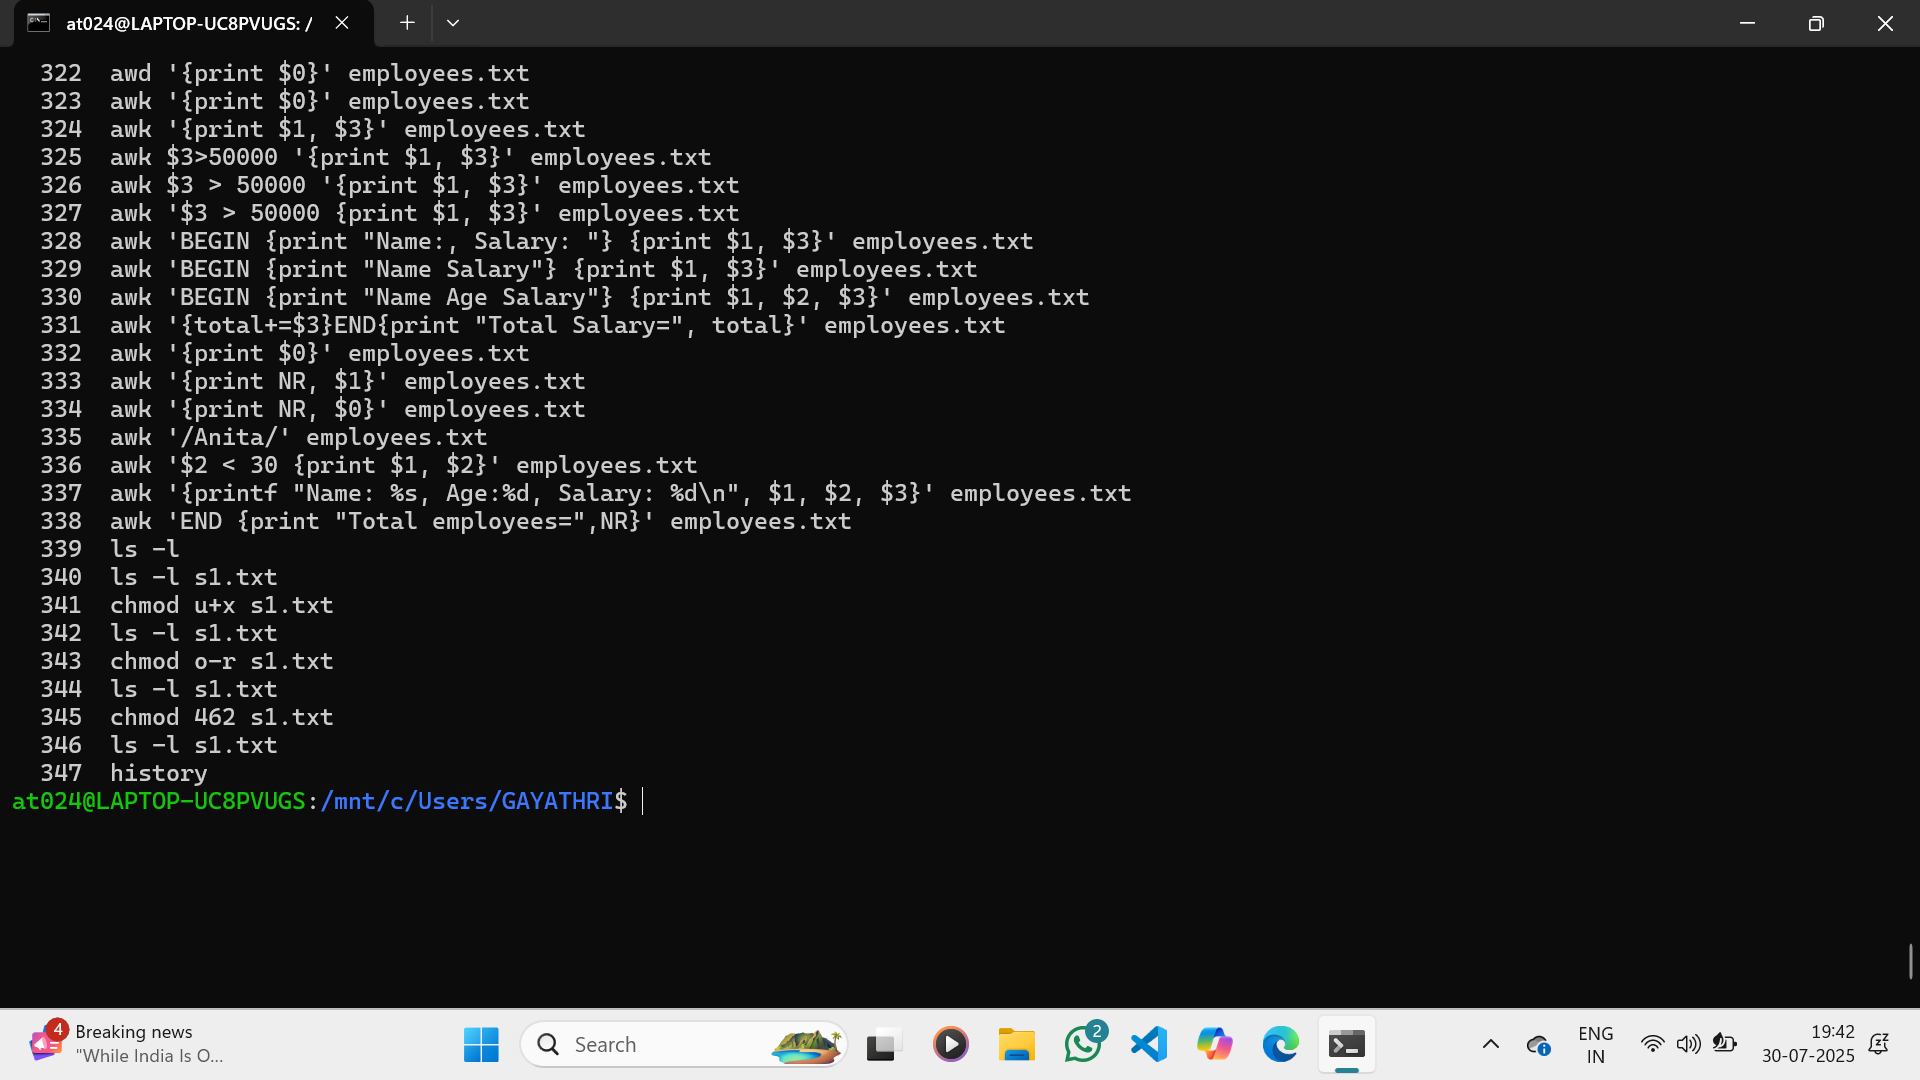 at024@LAPTOP-UC8PVUGS: /
322 awd '{print $0}' employees.txt
323 awk '{print $0}' employees.txt
324 awk '{print $1, $3}' employees.txt
325 awk $3>50000 '{print $1, $3}' employees.txt
326 awk $3 > 50000 '{print $1, $3}' employees.txt
327 awk '$3 > 50000 {print $1, $3}' employees.txt
328 awk 'BEGIN {print "Name:, Salary: "} {print $1, $3}' employees.txt
329 awk 'BEGIN {print "Name Salary"} {print $1, $3}' employees.txt
330 awk 'BEGIN {print "Name Age Salary"} {print $1, $2, $3}' employees.txt
331 awk '{total+=$3}END{print "Total Salary=", total}' employees.txt
332 awk '{print $0}' employees.txt
333 awk '{print NR, $1}' employees.txt
334 awk '{print NR, $0}' employees.txt
335 awk '/Anita/' employees.txt
336 awk '$2 < 30 {print $1, $2}' employees.txt
337 awk '{printf "Name: %s, Age:%d, Salary: %d\n", $1, $2, $3}' employees.txt
338 awk 'END {print "Total employees=",NR}' employees.txt
339 ls -l
340 ls -l s1.txt
341 chmod u+x s1.txt
342 ls -l s1.txt
343 chmod o-r s1.txt
344 ls -l s1.txt
345 chmod 462 s1.txt
346 ls -l s1.txt
347 history
at024@LAPTOP-UC8PVUGS:/mnt/c/Users/GAYATHRI$
4
Breaking news
"While India Is O...
Search
2
ENG
IN
19:42
30-07-2025